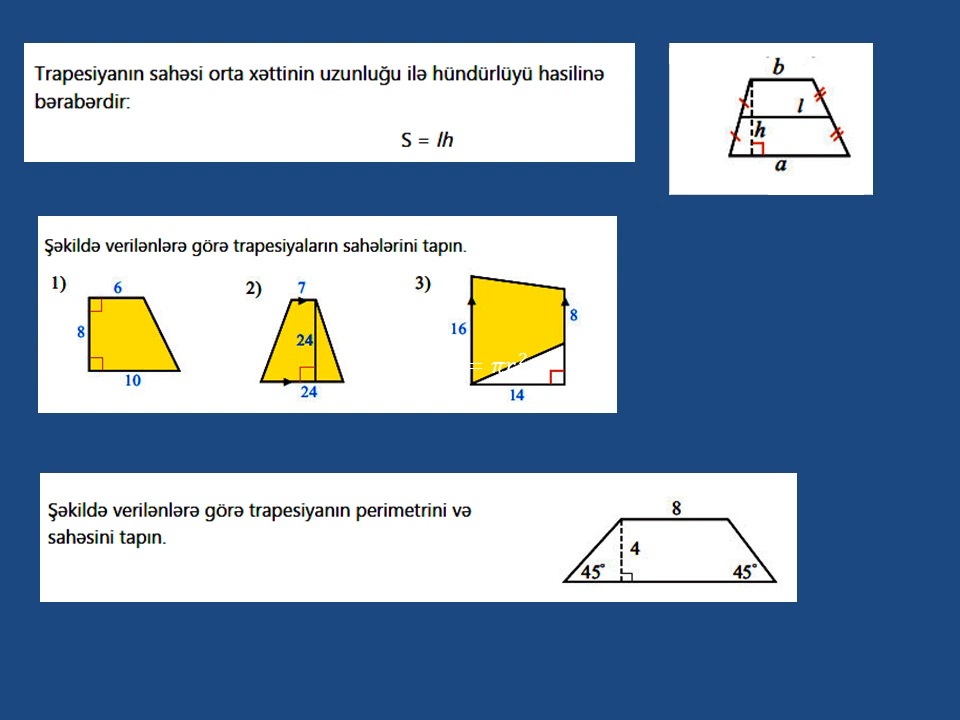 Trapesiyanın sahəsi orta xəttinin uzunluğu ilə hündürlüyü hasilinə
bərabərdir:
S = lh
b
l
h
a
Şəkildə verilənlərə görə trapesiyaların sahələrini tapın.
1) 6
8
10
2) 7
24
24
3)
16
8
= πr²
14
Şəkildə verilənlərə görə trapesiyanın perimetrini və
sahəsini tapın.
8
4
45° 45°